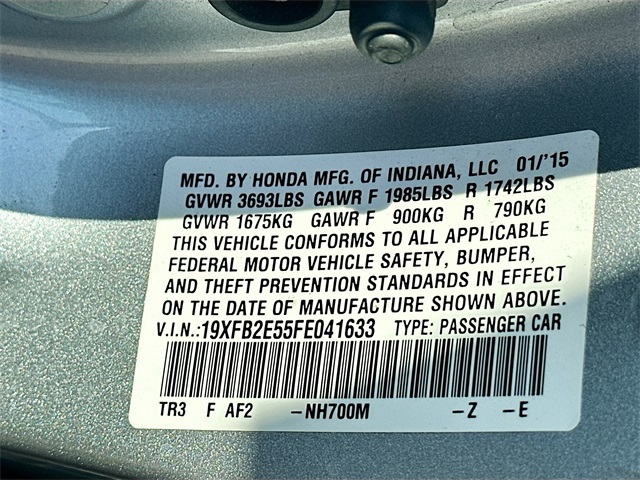 MFD. BY HONDA MFG. OF INDIANA, LLC 01/'15
GVWR 3693LBS GAWR F 1985LBS R 1742LBS
GVWR 1675KG GAWR F 900KG R 790KG
THIS VEHICLE CONFORMS TO ALL APPLICABLE
FEDERAL MOTOR VEHICLE SAFETY, BUMPER,
AND THEFT PREVENTION STANDARDS IN EFFECT
ON THE DATE OF MANUFACTURE SHOWN ABOVE.
V.I.N.:19XFB2E55FE041633 TYPE: PASSENGER CAR
TR3 F AF2 –NH700M –Z –E